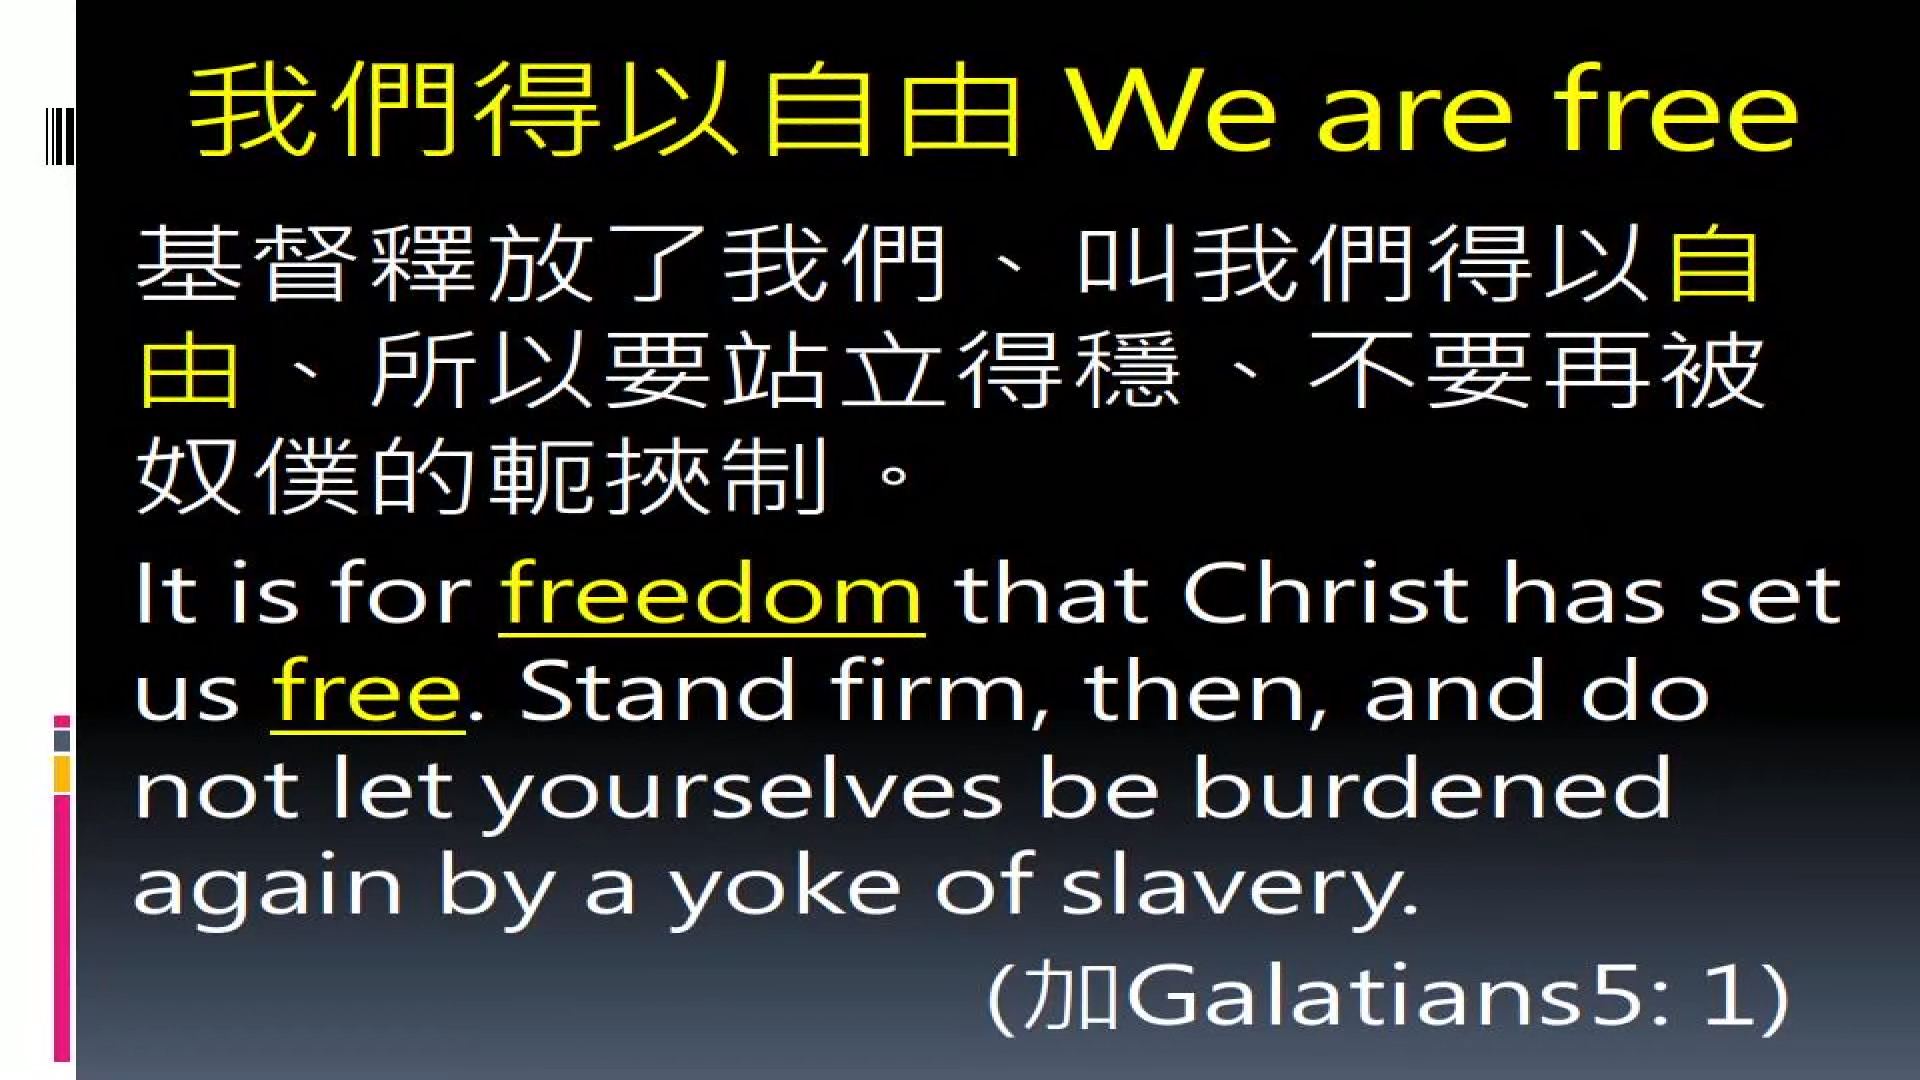 我們得以自由 We are free
基督釋放了我們、叫我們得以自
由、所以要站立得穩、不要再被
奴僕的軛挾制。
It is for freedom that Christ has set
us free. Stand firm, then, and do
not let yourselves be burdened
again by a yoke of slavery.
(加Galatians5: 1)